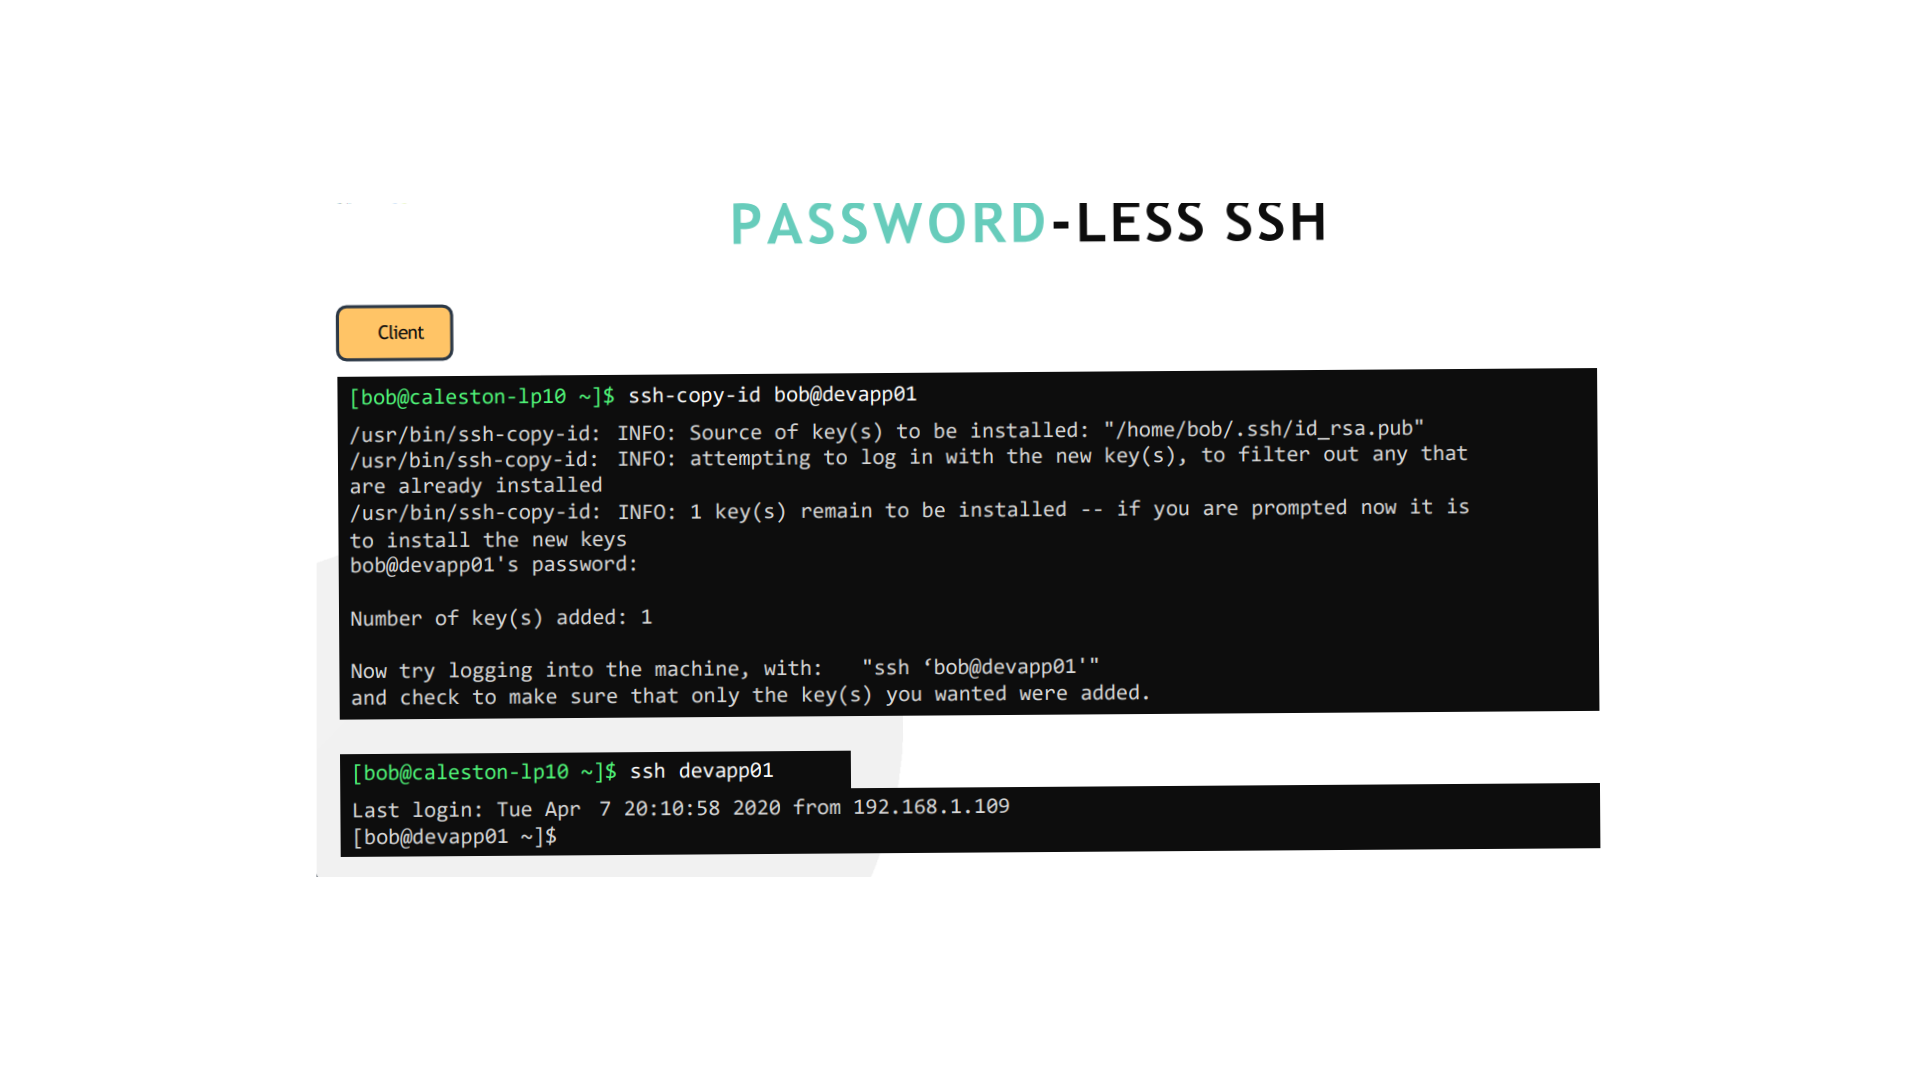 PASSWORD-LESS SSH
Client
[bob@caleston-lp10 ~]$ ssh-copy-id bob@devapp01
/usr/bin/ssh-copy-id: INFO: Source of key(s) to be installed: "/home/bob/.ssh/id_rsa.pub"
/usr/bin/ssh-copy-id: INFO: attempting to log in with the new key(s), to filter out any that
are already installed
/usr/bin/ssh-copy-id: INFO: 1 key(s) remain to be installed -- if you are prompted now it is
to install the new keys
bob@devapp01's password:
Number of key(s) added: 1
Now try logging into the machine, with:   "ssh ‘bob@devapp01'"
and check to make sure that only the key(s) you wanted were added.
[bob@caleston-lp10 ~]$ ssh devapp01
Last login: Tue Apr  7 20:10:58 2020 from 192.168.1.109
[bob@devapp01 ~]$